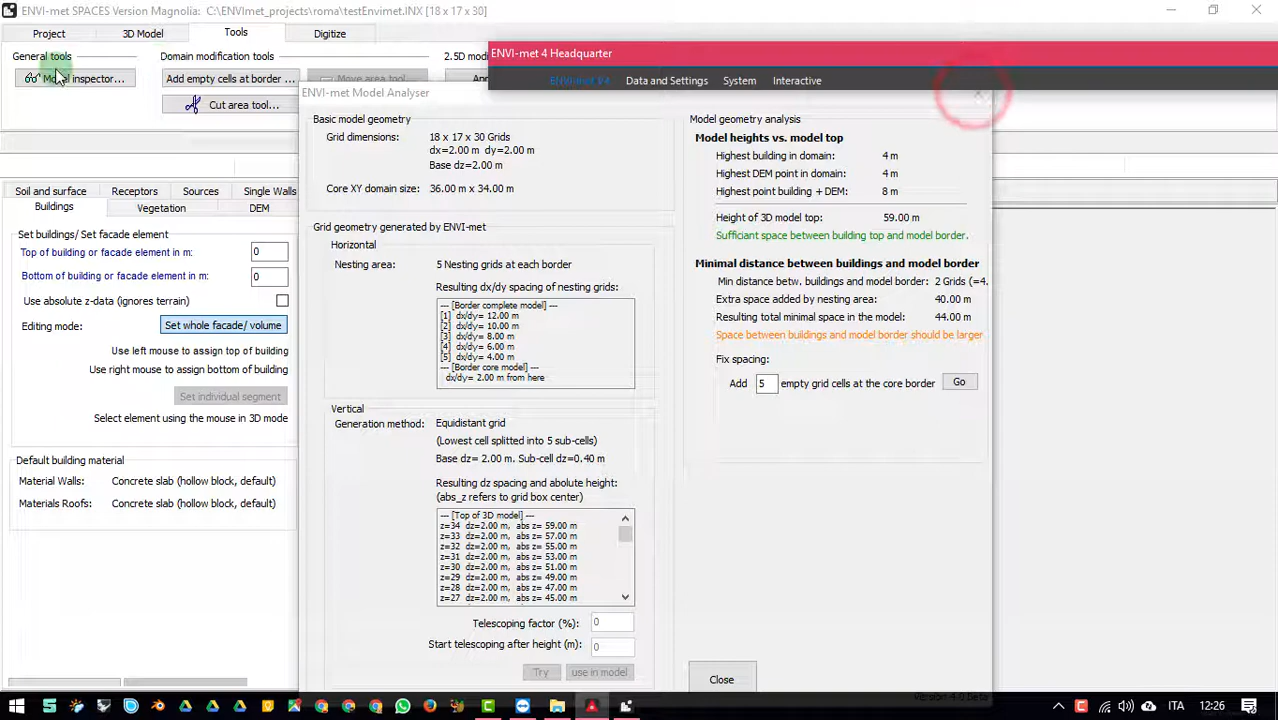 ENVI-met SPACES Version Magnolia: C:\ENVImet_projects\roma\testEnvimet.INX [18 x 17 x 30]
Project 3D Model Tools Digitize
General tools Domain modification tools 2.5D
Model inspector... Add empty cells at border ... Move area tool...
Cut area tool...
ENVI-met 4 Headquarter
ENVI-met V4 Data and Settings System Interactive
ENVI-met Model Analyser
Soil and surface Receptors Sources Single Walls
Buildings Vegetation DEM
Set buildings/ Set facade element
Top of building or facade element in m: 0
Bottom of building or facade element in m: 0
Use absolute z-data (ignores terrain)
Editing mode: Set whole facade/ volume
Use left mouse to assign top of building
Use right mouse to assign bottom of building
Set individual segment
Select element using the mouse in 3D mode
Default building material
Material Walls: Concrete slab (hollow block, default)
Materials Roofs: Concrete slab (hollow block, default)
Basic model geometry
Grid dimensions: 18 x 17 x 30 Grids
dx=2.00 m dy=2.00 m
Base dz=2.00 m
Core XY domain size: 36.00 m x 34.00 m
Grid geometry generated by ENVI-met
Horizontal
Nesting area: 5 Nesting grids at each border
Resulting dx/dy spacing of nesting grids:
--- [Border complete model] ---
[1] dx/dy= 12.00 m
[2] dx/dy= 10.00 m
[3] dx/dy= 8.00 m
[4] dx/dy= 6.00 m
[5] dx/dy= 4.00 m
--- [Border core model] ---
dx/dy= 2.00 m from here
Vertical
Generation method: Equidistant grid
(Lowest cell splitted into 5 sub-cells)
Base dz= 2.00 m. Sub-cell dz=0.40 m
Resulting dz spacing and abolute height:
(abs_z refers to grid box center)
--- [Top of 3D model] ---
z=34 dz=2.00 m, abs z= 59.00 m
z=33 dz=2.00 m, abs z= 57.00 m
z=32 dz=2.00 m, abs z= 55.00 m
z=31 dz=2.00 m, abs z= 53.00 m
z=30 dz=2.00 m, abs z= 51.00 m
z=29 dz=2.00 m, abs z= 49.00 m
z=28 dz=2.00 m, abs z= 47.00 m
z=27 dz=2.00 m, abs z= 45.00 m
Telescoping factor (%): 0
Start telescoping after height (m): 0
Try use in model
Model geometry analysis
Model heights vs. model top
Highest building in domain: 4 m
Highest DEM point in domain: 4 m
Highest point building + DEM: 8 m
Height of 3D model top: 59.00 m
Sufficiant space between building top and model border.
Minimal distance between buildings and model border
Min distance betw. buildings and model border: 2 Grids (=4.
Extra space added by nesting area: 40.00 m
Resulting total minimal space in the model: 44.00 m
Space between buildings and model border should be larger
Fix spacing:
Add 5 empty grid cells at the core border Go
Close
Version 4.0 Beta
ITA 12:26